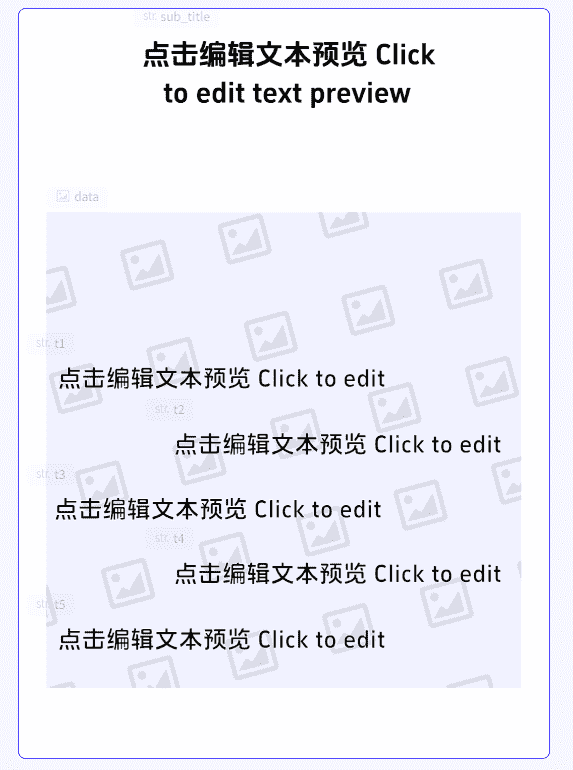 str. sub_title
点击编辑文本预览 Click
to edit text preview
data
str. t1
点击编辑文本预览 Click to edit
str. t2
点击编辑文本预览 Click to edit
str. t3
点击编辑文本预览 Click to edit
str. t4
点击编辑文本预览 Click to edit
str. t5
点击编辑文本预览 Click to edit